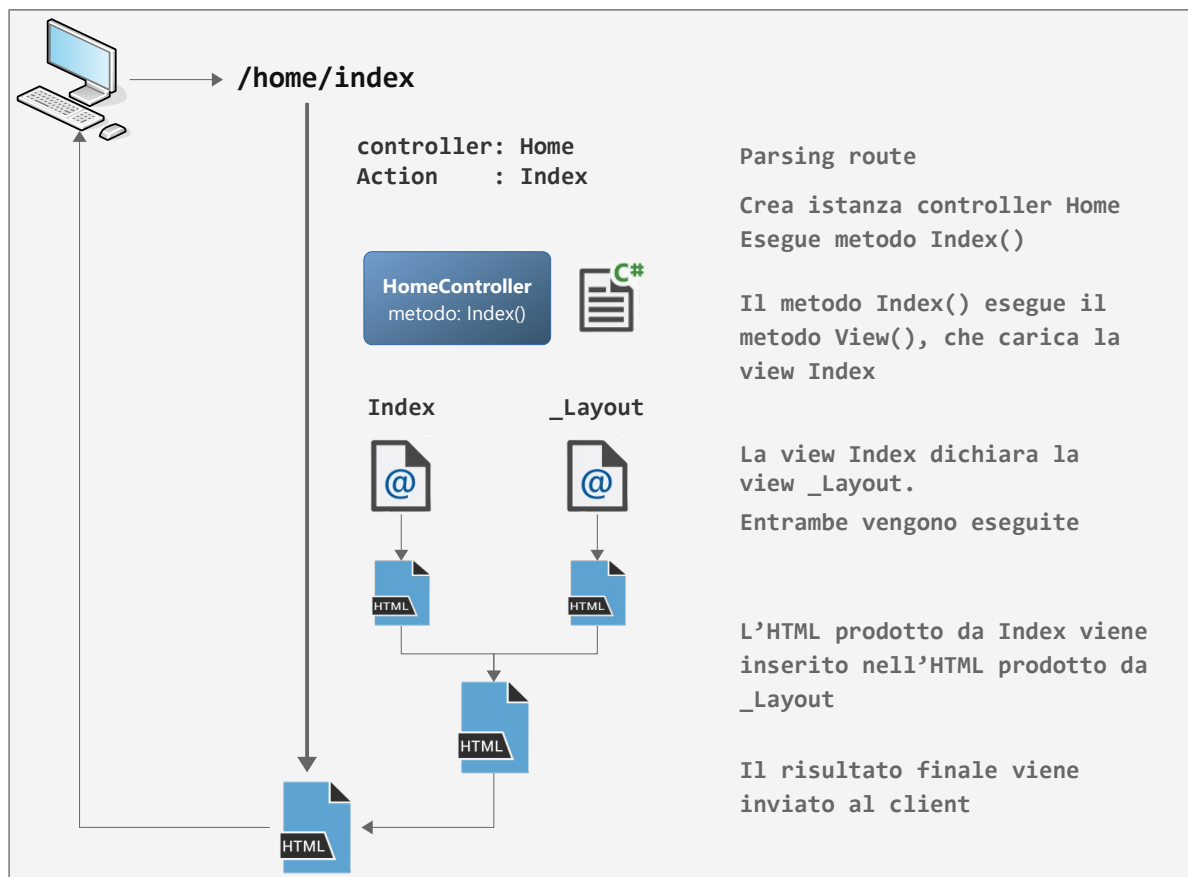 /home/index
controller: Home
Action    : Index
Parsing route
Crea istanza controller Home
Esegue metodo Index()
HomeController
metodo: Index()
C#
Il metodo Index() esegue il
metodo View(), che carica la
view Index
Index
_Layout
@
@
La view Index dichiara la
view _Layout.
Entrambe vengono eseguite
HTML
HTML
L’HTML prodotto da Index viene
inserito nell’HTML prodotto da
_Layout
HTML
Il risultato finale viene
inviato al client
HTML